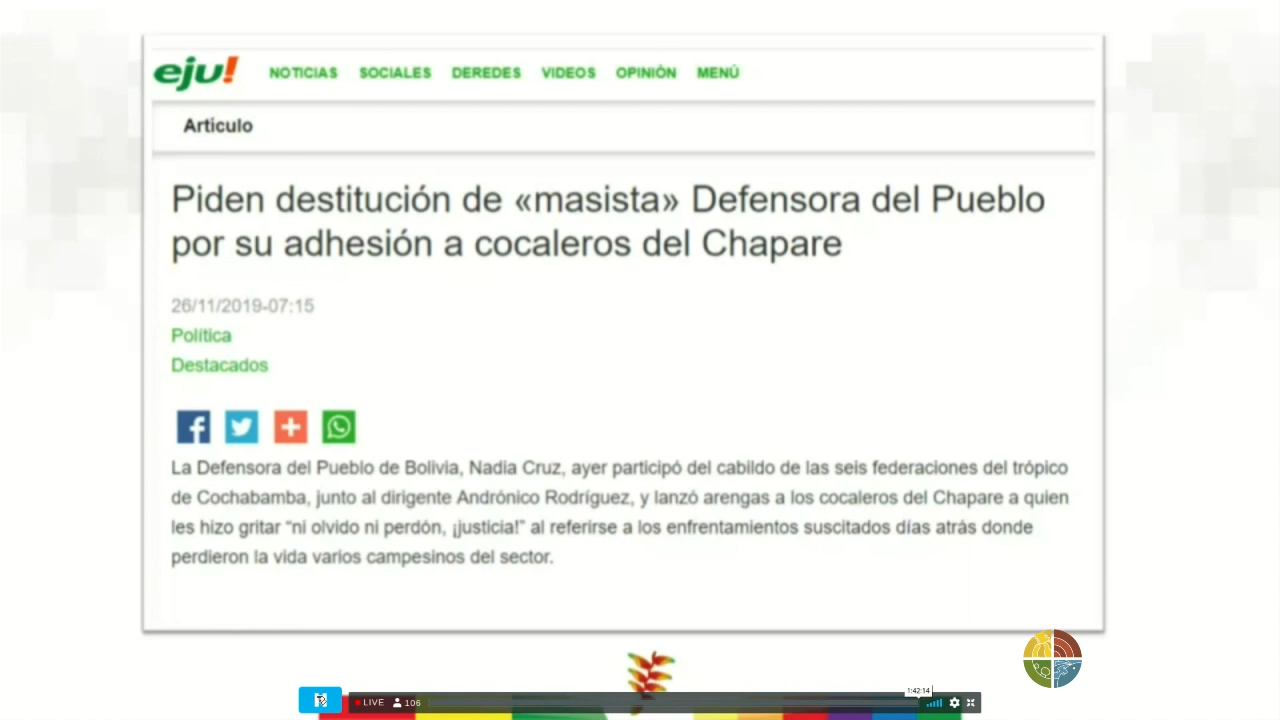 eju!
NOTICIAS SOCIALES DEREDES VIDEOS OPINIÓN MENÚ
Artículo
Piden destitución de «masista» Defensora del Pueblo
por su adhesión a cocaleros del Chapare
26/11/2019-07:15
Política
Destacados
La Defensora del Pueblo de Bolivia, Nadia Cruz, ayer participó del cabildo de las seis federaciones del trópico
de Cochabamba, junto al dirigente Andrónico Rodríguez, y lanzó arengas a los cocaleros del Chapare a quien
les hizo gritar “ni olvido ni perdón, ¡justicia!” al referirse a los enfrentamientos suscitados días atrás donde
perdieron la vida varios campesinos del sector.
1:42:14
LIVE 106